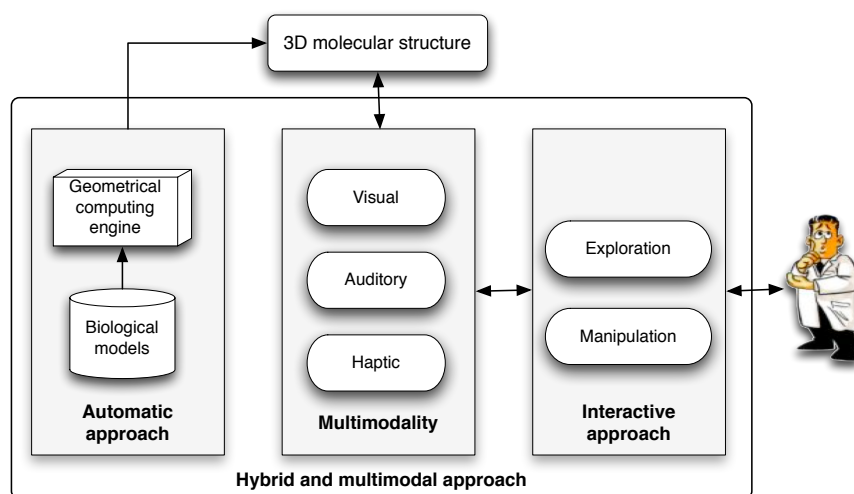 3D molecular structure
Geometrical
computing
engine
Biological
models
Automatic
approach
Visual
Auditory
Haptic
Multimodality
Exploration
Manipulation
Interactive
approach
Hybrid and multimodal approach